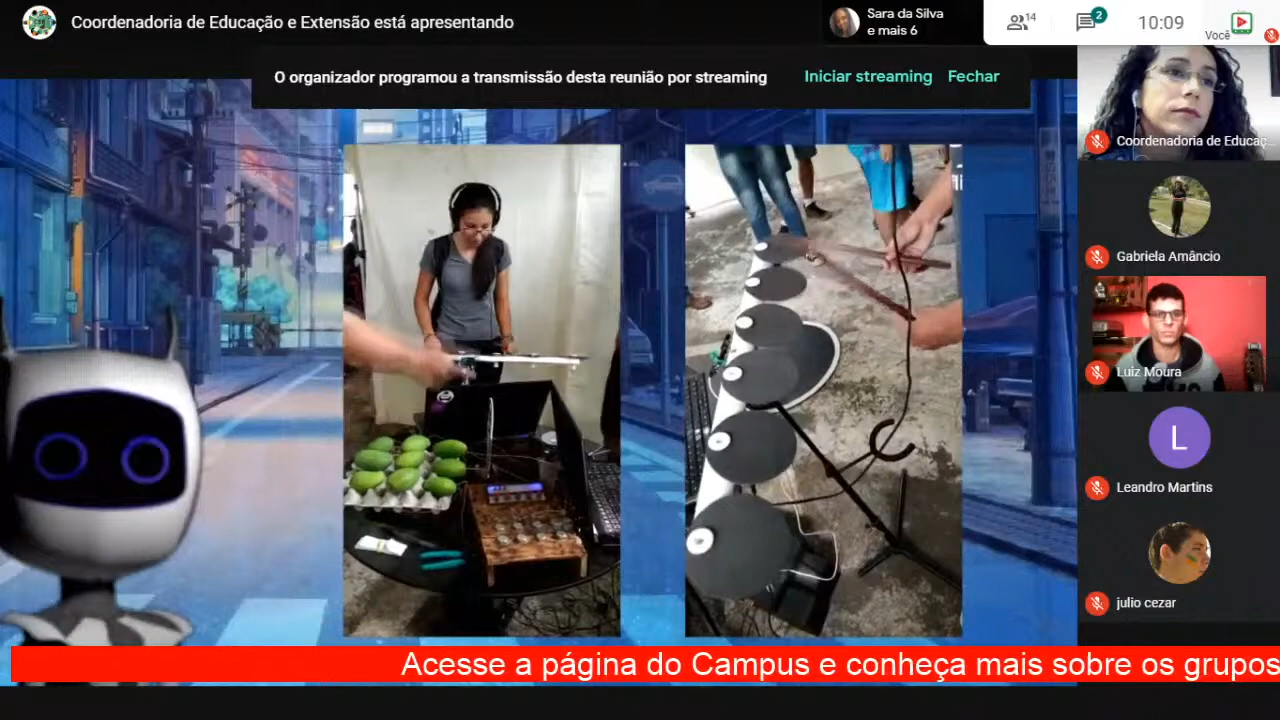 Coordenadoria de Educação e Extensão está apresentando
Sara da Silva
e mais 6
14
2
10:09
Você
O organizador programou a transmissão desta reunião por streaming
Iniciar streaming
Fechar
Coordenadoria de Educaç...
Gabriela Amâncio
Luiz Moura
L
Leandro Martins
julio cezar
Acesse a página do Campus e conheça mais sobre os grupos